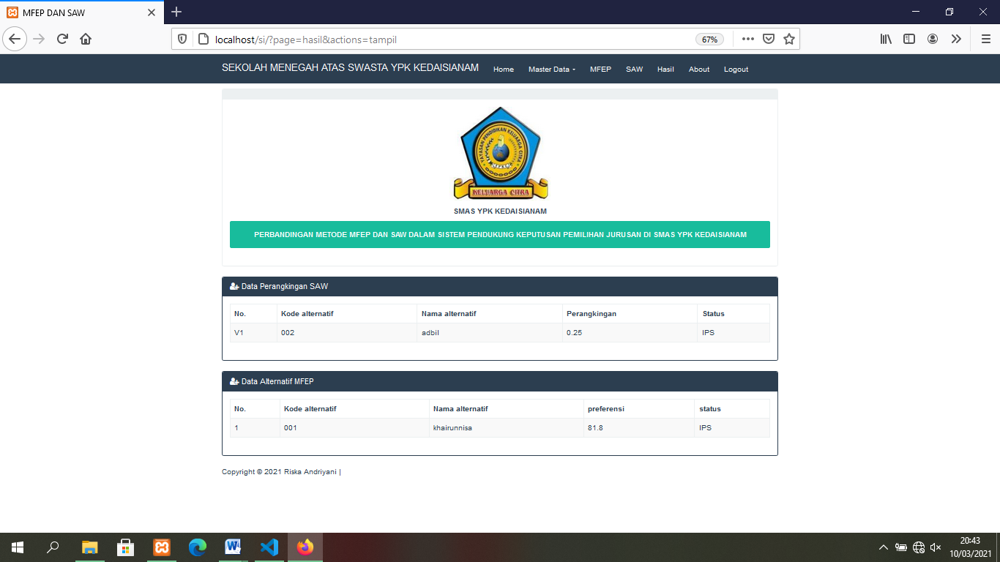 MFEP DAN SAW
localhost/si/?page=hasil&actions=tampil
67%
SEKOLAH MENEGAH ATAS SWASTA YPK KEDAISIANAM
Home
Master Data
MFEP
SAW
Hasil
About
Logout
YAYASAN PENDIDIKAN KELUARGA CITRA
KELUARGA CITRA
SMAS YPK KEDAISIANAM
PERBANDINGAN METODE MFEP DAN SAW DALAM SISTEM PENDUKUNG KEPUTUSAN PEMILIHAN JURUSAN DI SMAS YPK KEDAISIANAM
Data Perangkingan SAW
No. Kode alternatif Nama alternatif Perangkingan Status
V1 002 adbil 0.25 IPS
Data Alternatif MFEP
No. Kode alternatif Nama alternatif preferensi status
1 001 khairunnisa 81.8 IPS
Copyright © 2021 Riska Andriyani |
20:43
10/03/2021